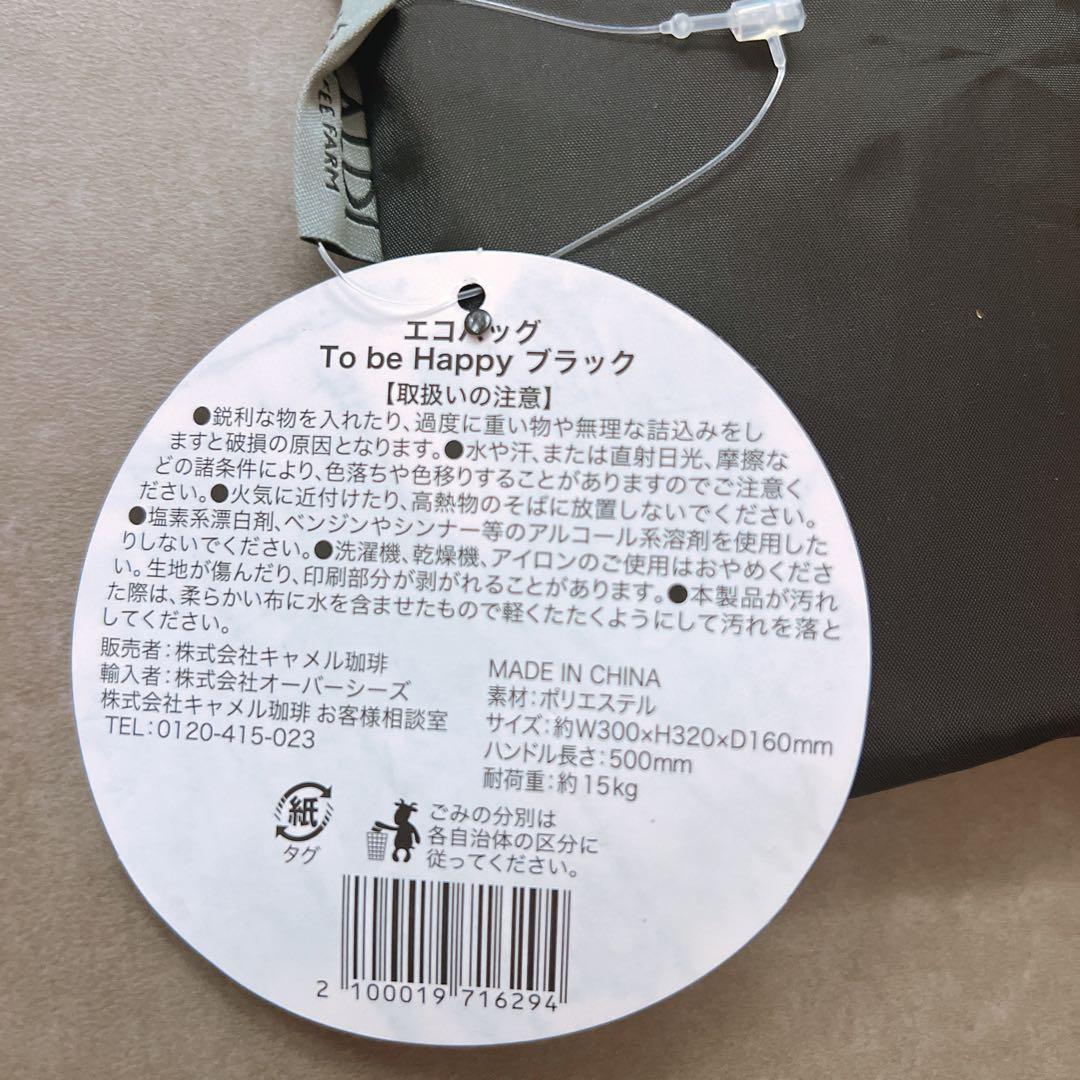 FEE FARM
エコバッグ
To be Happy ブラック
【取扱いの注意】
●鋭利な物を入れたり、過度に重い物や無理な詰込みをし
ますと破損の原因となります。●水や汗、または直射日光、摩擦な
どの諸条件により、色落ちや色移りすることがありますのでご注意く
ださい。●火気に近付けたり、高熱物のそばに放置しないでください。
●塩素系漂白剤、ベンジンやシンナー等のアルコール系溶剤を使用した
りしないでください。●洗濯機、乾燥機、アイロンのご使用はおやめくださ
い。生地が傷んだり、印刷部分が剥がれることがあります。●本製品が汚れ
た際は、柔らかい布に水を含ませたもので軽くたたくようにして汚れを落と
してください。
販売者：株式会社キャメル珈琲
輸入者：株式会社オーバーシーズ
株式会社キャメル珈琲 お客様相談室
TEL：0120-415-023
MADE IN CHINA
素材：ポリエステル
サイズ：約W300×H320×D160mm
ハンドル長さ：500mm
耐荷重：約15kg
紙
タグ
ごみの分別は
各自治体の区分に
従ってください。
2 100019 716294